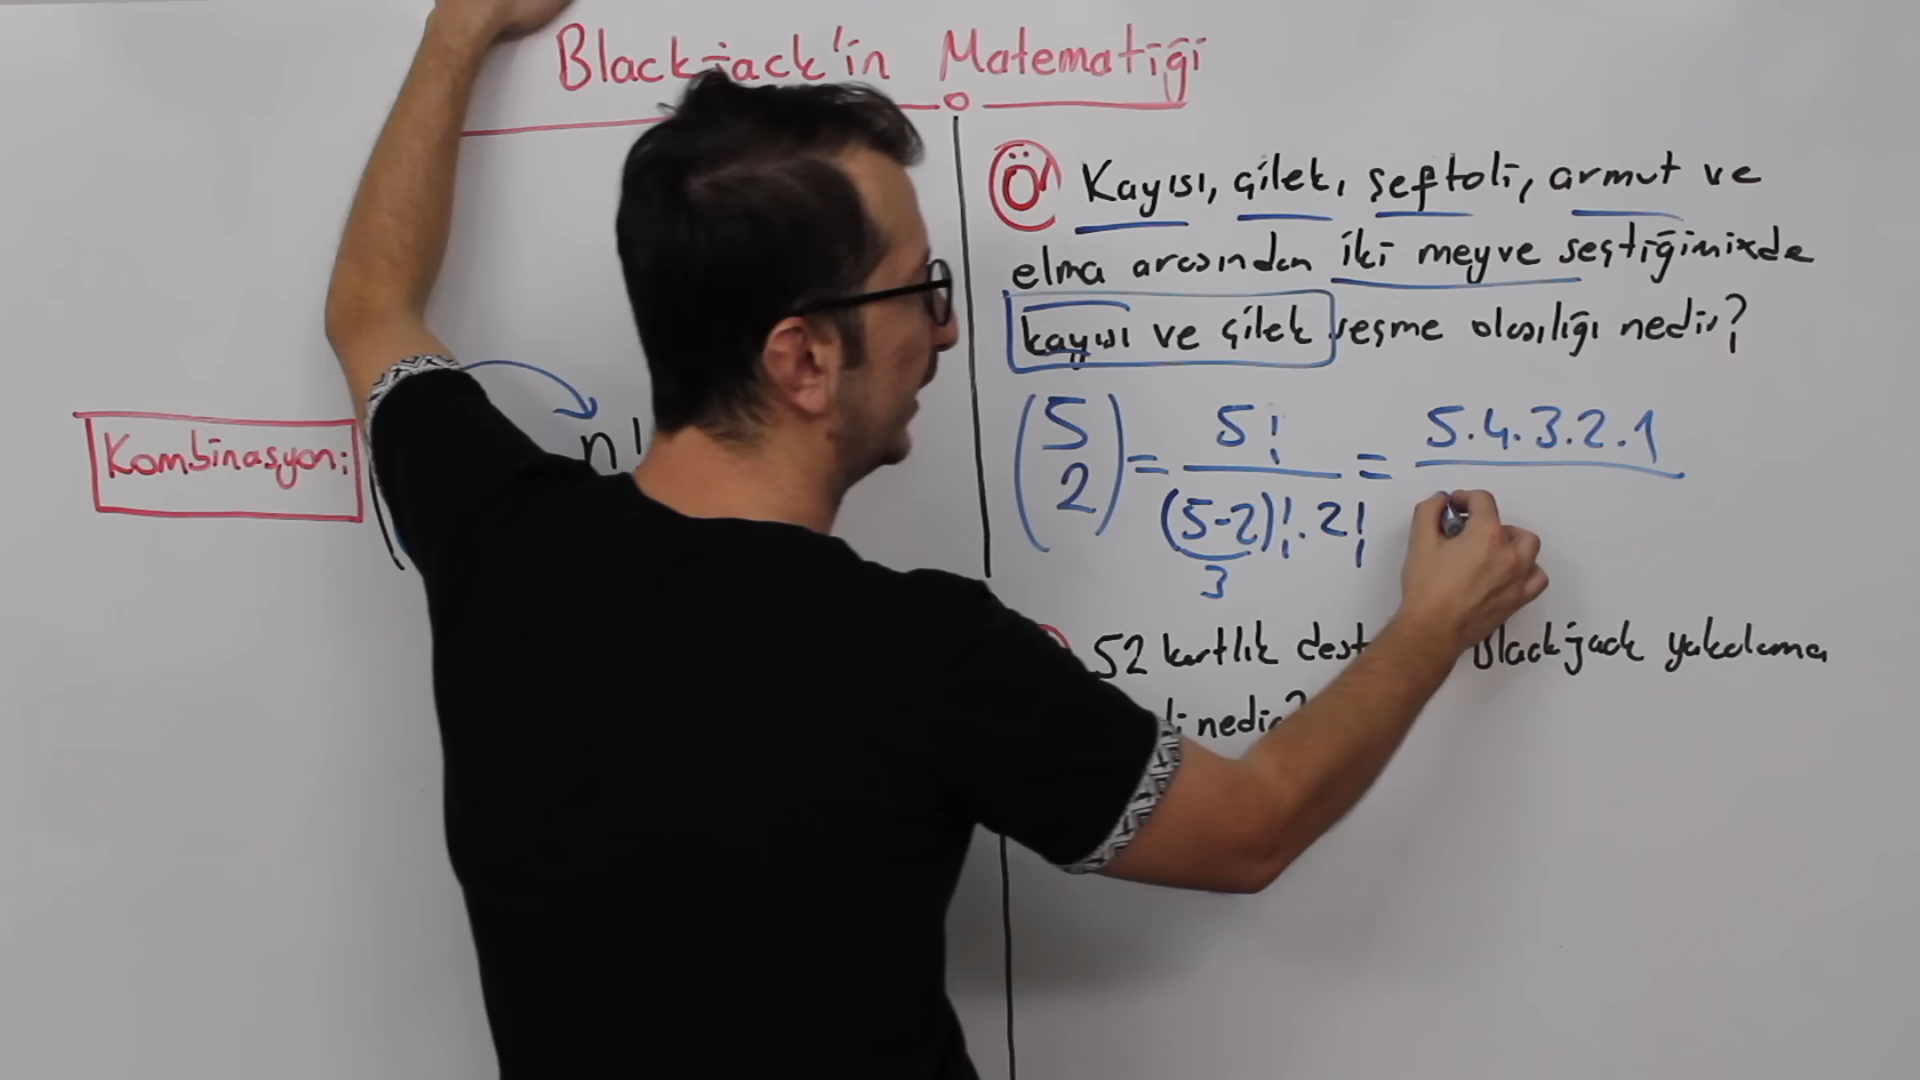 Blackjack'in Matematiği
Kombinasyon:
n!
Ö Kayısı, çilek, şeftali, armut ve
elma arasından iki meyve seçtiğimizde
kayısı ve çilek seçme olasılığı nedir?
(5 2) = 5! / (5-2)! . 2! = 5.4.3.2.1
3
52 kartlık Blackjack yakalama
nedir?